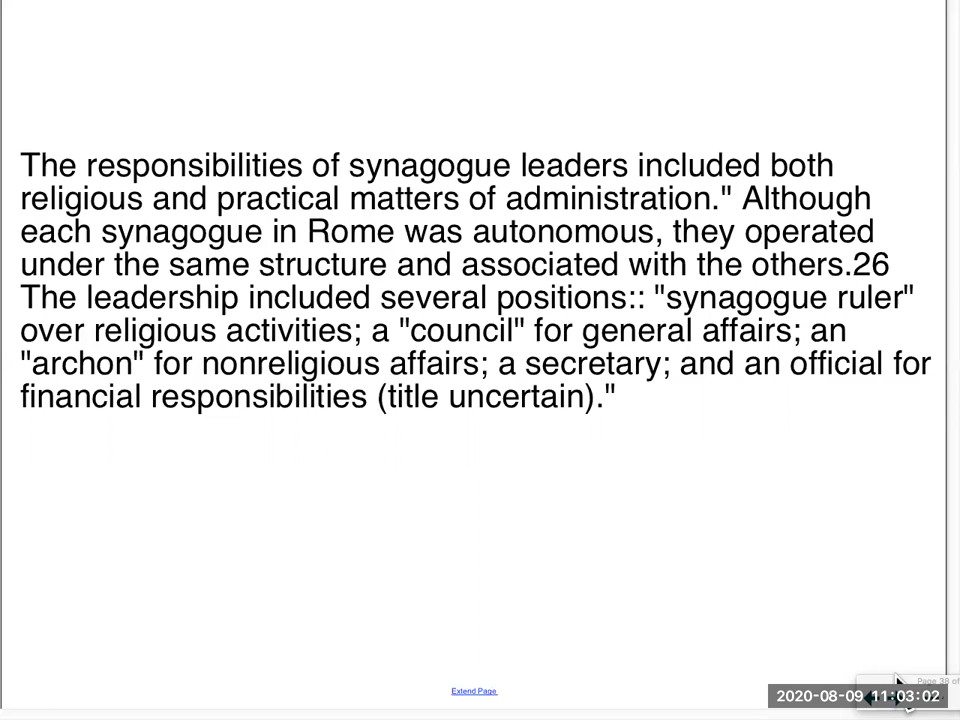 The responsibilities of synagogue leaders included both
religious and practical matters of administration." Although
each synagogue in Rome was autonomous, they operated
under the same structure and associated with the others.26
The leadership included several positions:: "synagogue ruler"
over religious activities; a "council" for general affairs; an
"archon" for nonreligious affairs; a secretary; and an official for
financial responsibilities (title uncertain)."
Page 38 of
Extend Page
2020-08-09 11:03:02